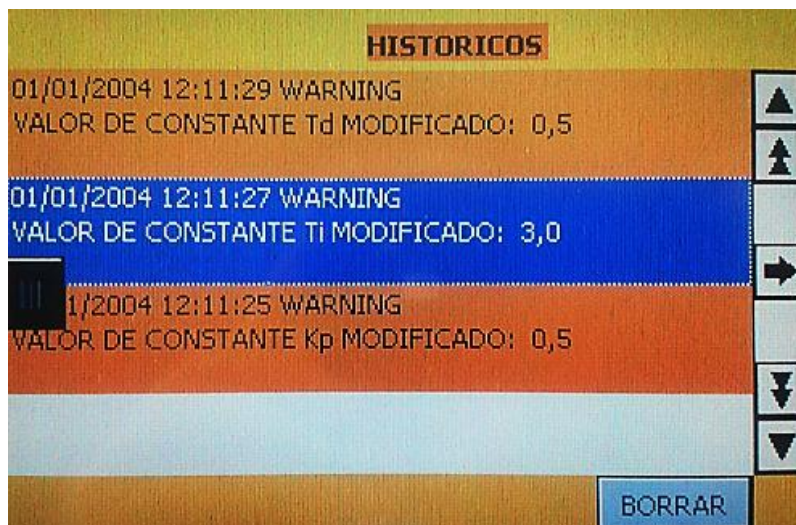 HISTORICOS
01/01/2004 12:11:29 WARNING
VALOR DE CONSTANTE Td MODIFICADO: 0,5
01/01/2004 12:11:27 WARNING
VALOR DE CONSTANTE Ti MODIFICADO: 3,0
1/2004 12:11:25 WARNING
VALOR DE CONSTANTE Kp MODIFICADO: 0,5
BORRAR